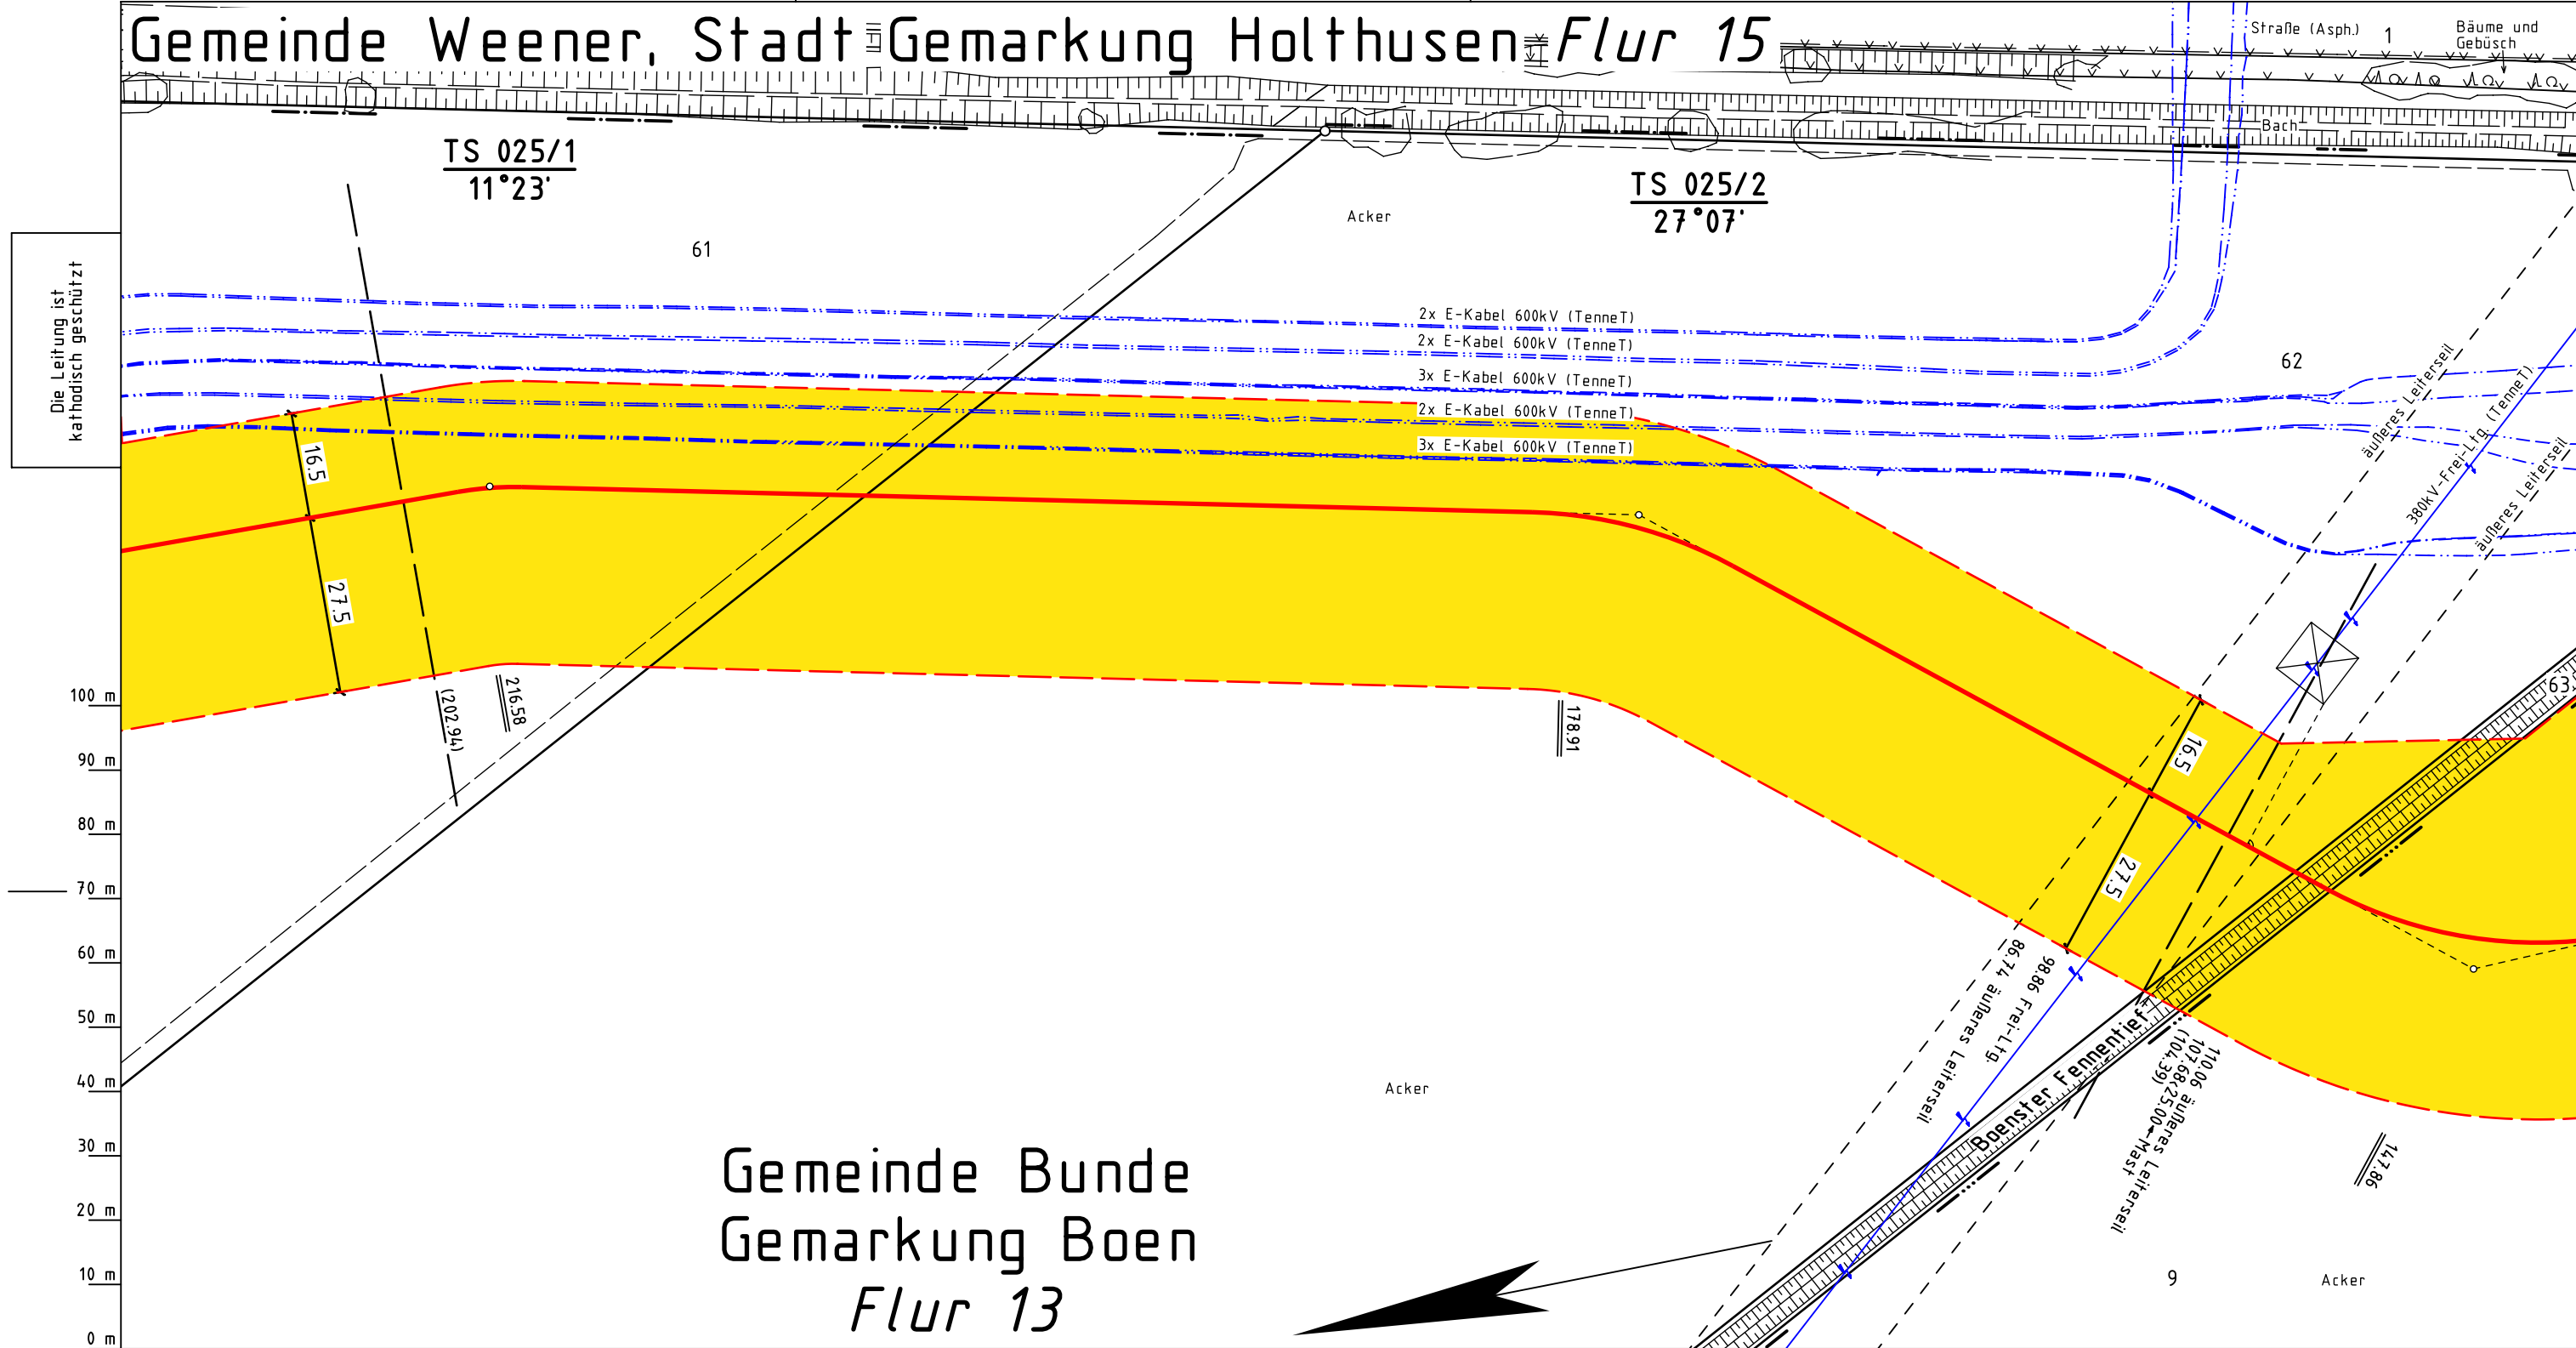 Gemeinde Weener, Stadt Gemarkung Holthusen Flur 15
Straße (Asph.)
1
Bäume und
Gebüsch
Bach
TS 025/1
11°23'
TS 025/2
27°07'
Acker
61
62
Die Leitung ist
kathodisch geschützt
2x E-Kabel 600kV (TenneT)
2x E-Kabel 600kV (TenneT)
3x E-Kabel 600kV (TenneT)
2x E-Kabel 600kV (TenneT)
3x E-Kabel 600kV (TenneT)
äußeres Leiterseil
380kV-Frei-Ltg. (TenneT)
äußeres Leiterseil
16.5
27.5
(202.94)
216.58
178.91
16.5
27.5
63
100 m
90 m
80 m
70 m
60 m
50 m
40 m
30 m
20 m
10 m
0 m
86.74 äußeres Leiterseil
98.86 Frei-Ltg.
Boenster Fennentief
(104.39)
107.68<25.00→Mast
110.06 äußeres Leiterseil
147.86
Acker
Gemeinde Bunde
Gemarkung Boen
Flur 13
9
Acker